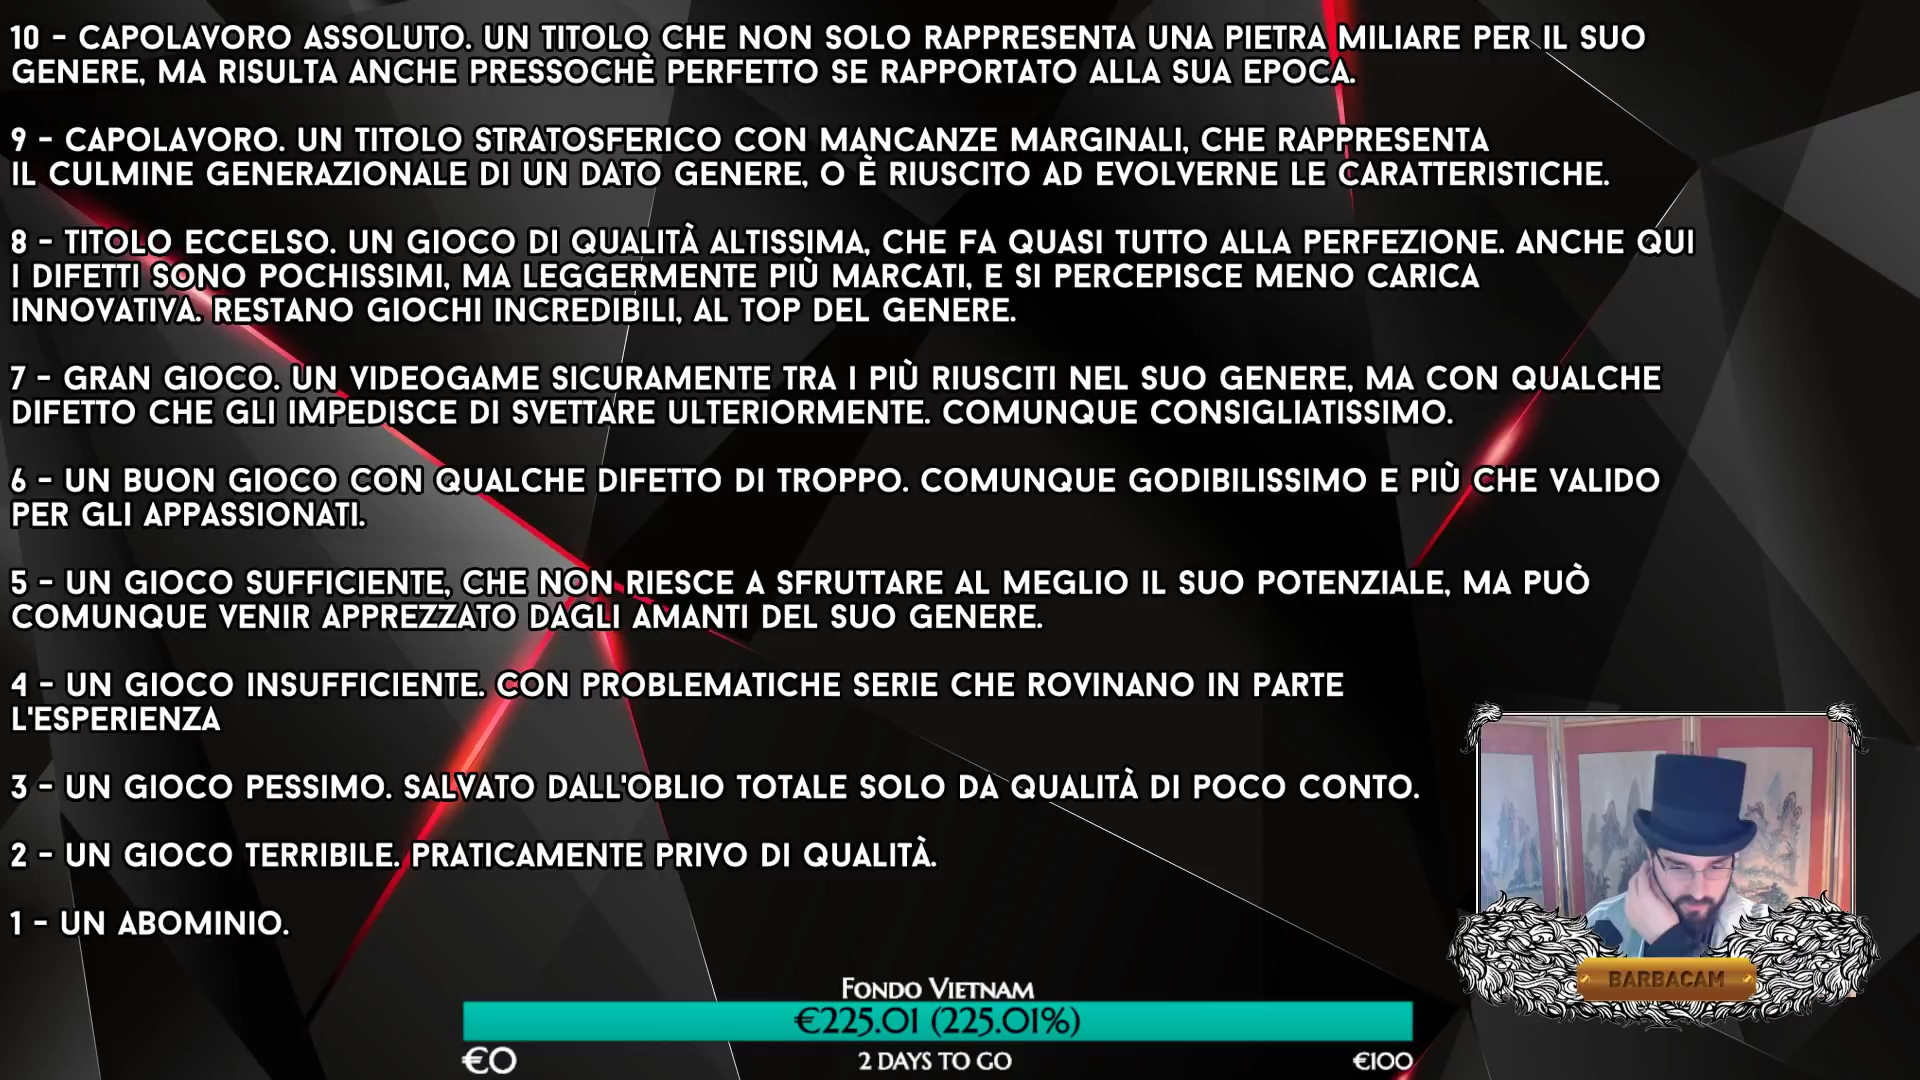 10 - CAPOLAVORO ASSOLUTO. UN TITOLO CHE NON SOLO RAPPRESENTA UNA PIETRA MILIARE PER IL SUO
GENERE, MA RISULTA ANCHE PRESSOCHÈ PERFETTO SE RAPPORTATO ALLA SUA EPOCA.
9 - CAPOLAVORO. UN TITOLO STRATOSFERICO CON MANCANZE MARGINALI, CHE RAPPRESENTA
IL CULMINE GENERAZIONALE DI UN DATO GENERE, O È RIUSCITO AD EVOLVERNE LE CARATTERISTICHE.
8 - TITOLO ECCELSO. UN GIOCO DI QUALITÀ ALTISSIMA, CHE FA QUASI TUTTO ALLA PERFEZIONE. ANCHE QUI
I DIFETTI SONO POCHISSIMI, MA LEGGERMENTE PIÙ MARCATI, E SI PERCEPISCE MENO CARICA
INNOVATIVA. RESTANO GIOCHI INCREDIBILI, AL TOP DEL GENERE.
7 - GRAN GIOCO. UN VIDEOGAME SICURAMENTE TRA I PIÙ RIUSCITI NEL SUO GENERE, MA CON QUALCHE
DIFETTO CHE GLI IMPEDISCE DI SVETTARE ULTERIORMENTE. COMUNQUE CONSIGLIATISSIMO.
6 - UN BUON GIOCO CON QUALCHE DIFETTO DI TROPPO. COMUNQUE GODIBILISSIMO E PIÙ CHE VALIDO
PER GLI APPASSIONATI.
5 - UN GIOCO SUFFICIENTE, CHE NON RIESCE A SFRUTTARE AL MEGLIO IL SUO POTENZIALE, MA PUÒ
COMUNQUE VENIR APPREZZATO DAGLI AMANTI DEL SUO GENERE.
4 - UN GIOCO INSUFFICIENTE. CON PROBLEMATICHE SERIE CHE ROVINANO IN PARTE
L'ESPERIENZA
3 - UN GIOCO PESSIMO. SALVATO DALL'OBLIO TOTALE SOLO DA QUALITÀ DI POCO CONTO.
2 - UN GIOCO TERRIBILE. PRATICAMENTE PRIVO DI QUALITÀ.
1 - UN ABOMINIO.
BARBACAM
FONDO VIETNAM
€225.01 (225.01%)
€0 2 DAYS TO GO €100